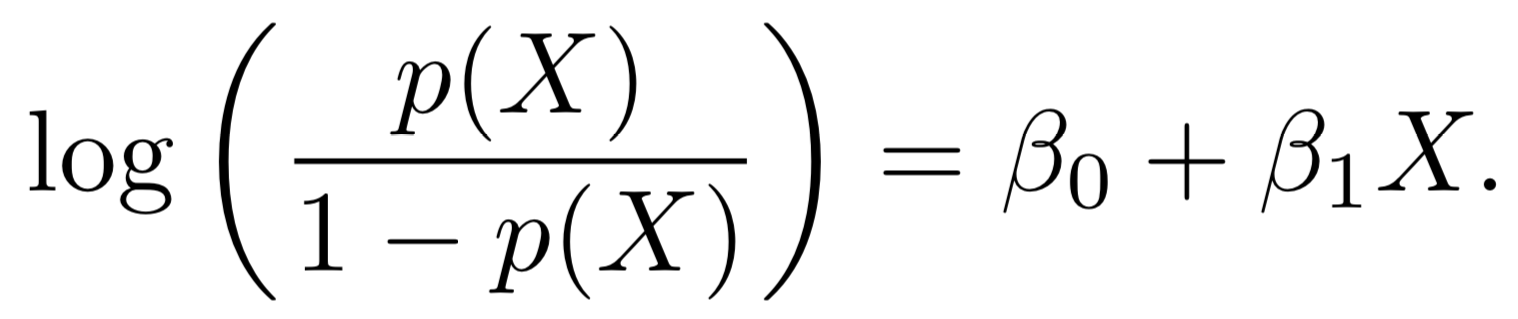 log ( p(X) / 1 − p(X) ) = β₀ + β₁X.